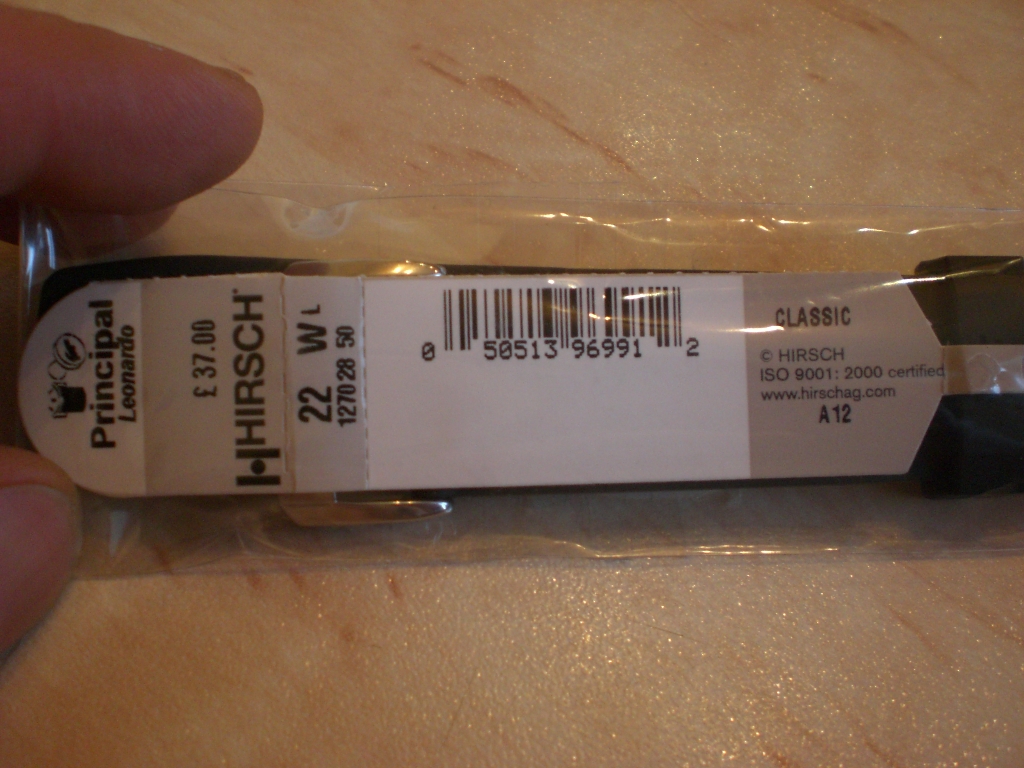 Principal
Leonardo
£ 37.00
HIRSCH
22 W L
1270 28 50
0 50513 96991 2
CLASSIC
© HIRSCH
ISO 9001: 2000 certified
www.hirschag.com
A12